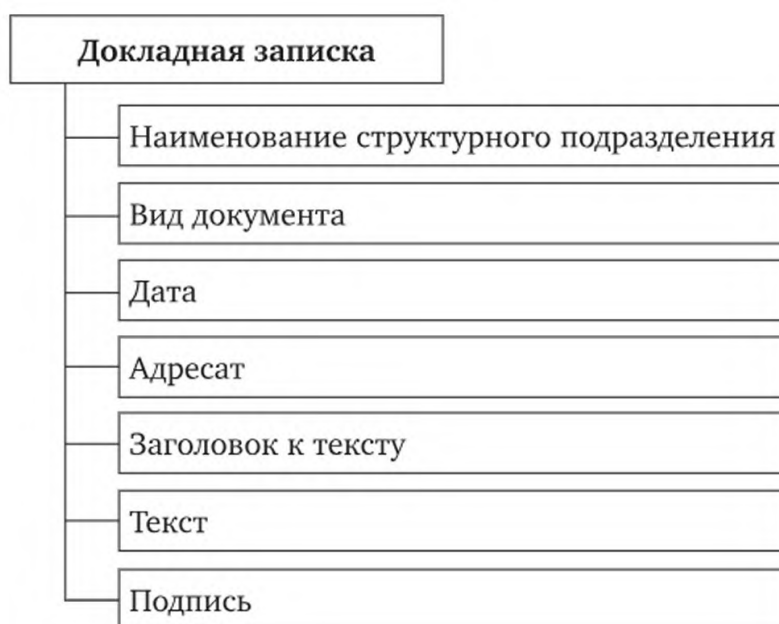 Докладная записка
Наименование структурного подразделения
Вид документа
Дата
Адресат
Заголовок к тексту
Текст
Подпись